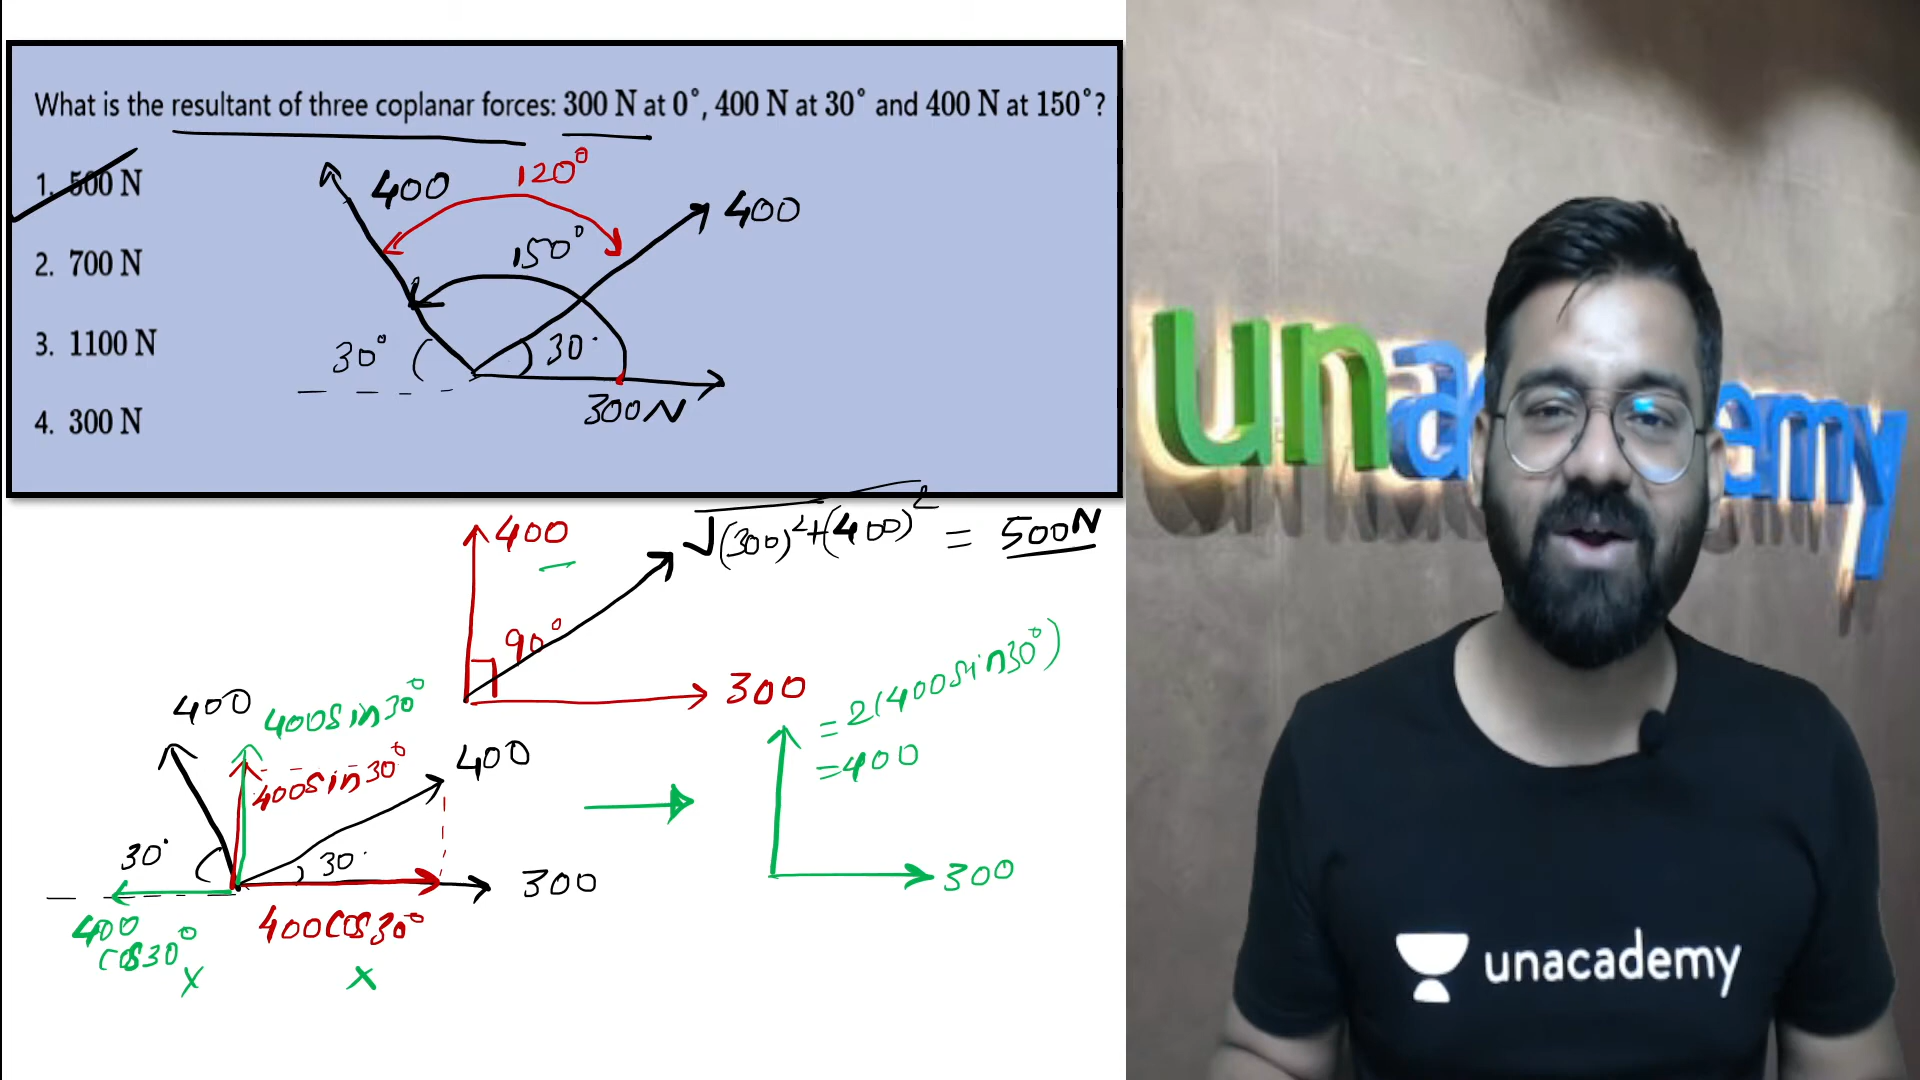 What is the resultant of three coplanar forces: 300 N at 0°, 400 N at 30° and 400 N at 150°?
1. 500 N
2. 700 N
3. 1100 N
4. 300 N
400
120°
400
150°
30°
30°
300N
400
√(300)²+(400)² = 500N
90°
300
400
400sin30°
400sin30°
400
30°
30°
300
400
cos30°
x
400cos30°
x
= 2(400sin30°)
=400
300
unacademy
unacademy